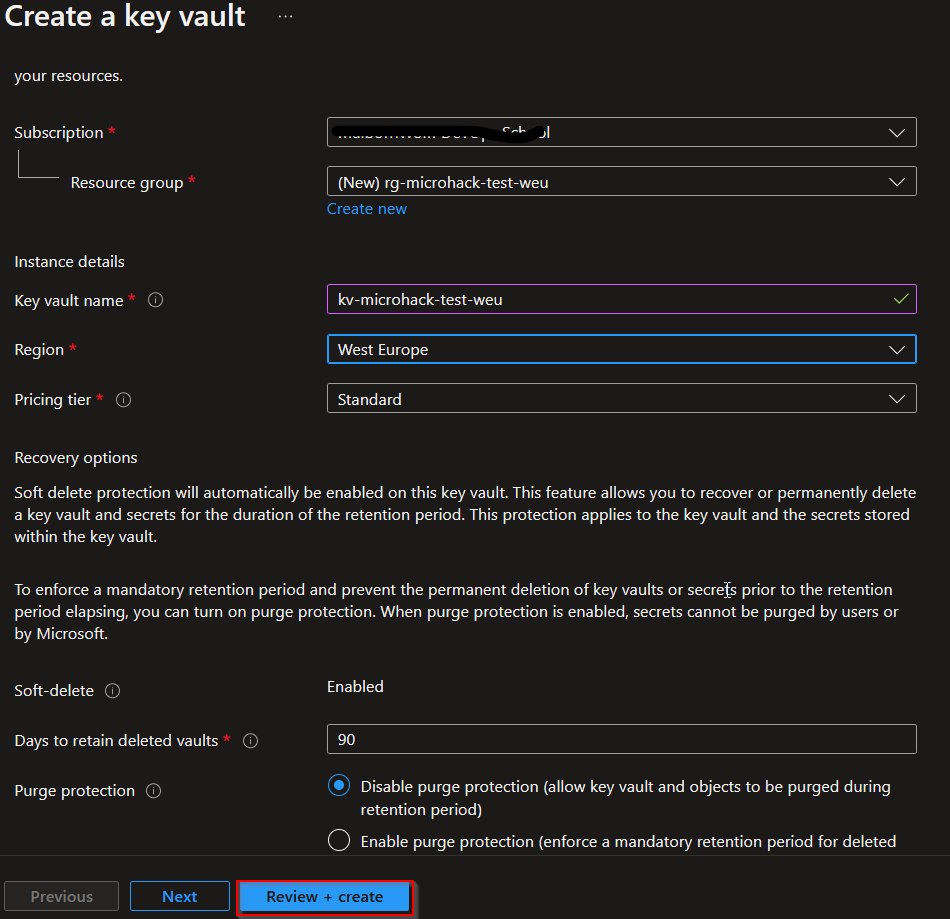 Create a key vault ...
your resources.
Subscription *
Resource group *
(New) rg-microhack-test-weu
Create new
Instance details
Key vault name *
kv-microhack-test-weu
Region *
West Europe
Pricing tier *
Standard
Recovery options
Soft delete protection will automatically be enabled on this key vault. This feature allows you to recover or permanently delete
a key vault and secrets for the duration of the retention period. This protection applies to the key vault and the secrets stored
within the key vault.
To enforce a mandatory retention period and prevent the permanent deletion of key vaults or secrets prior to the retention
period elapsing, you can turn on purge protection. When purge protection is enabled, secrets cannot be purged by users or
by Microsoft.
Soft-delete
Enabled
Days to retain deleted vaults *
90
Purge protection
Disable purge protection (allow key vault and objects to be purged during
retention period)
Enable purge protection (enforce a mandatory retention period for deleted
Previous
Next
Review + create